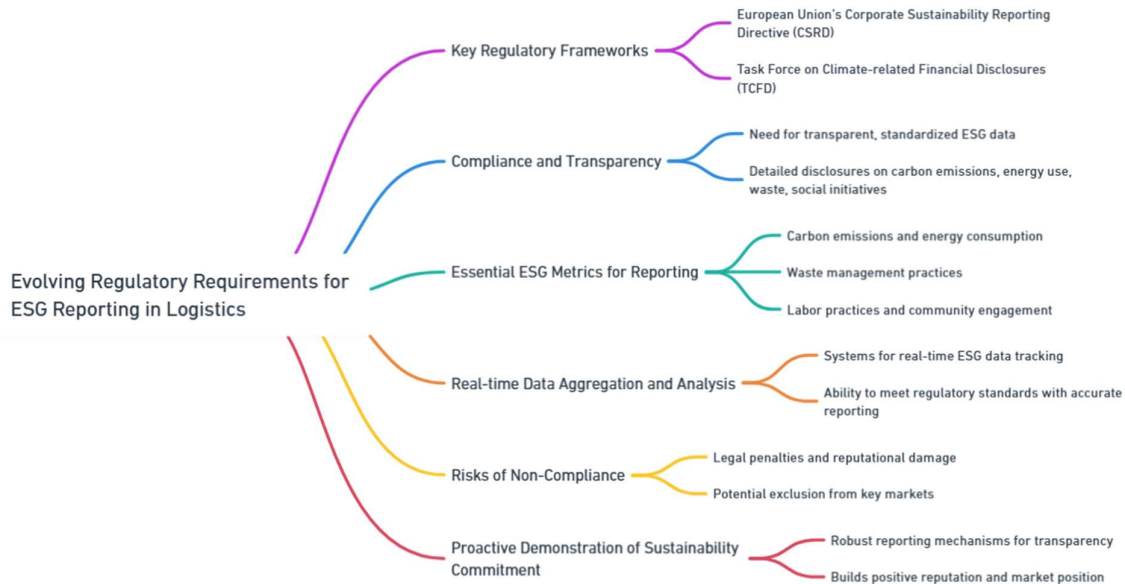 Evolving Regulatory Requirements for
ESG Reporting in Logistics
Key Regulatory Frameworks
European Union's Corporate Sustainability Reporting
Directive (CSRD)
Task Force on Climate-related Financial Disclosures
(TCFD)
Compliance and Transparency
Need for transparent, standardized ESG data
Detailed disclosures on carbon emissions, energy use,
waste, social initiatives
Essential ESG Metrics for Reporting
Carbon emissions and energy consumption
Waste management practices
Labor practices and community engagement
Real-time Data Aggregation and Analysis
Systems for real-time ESG data tracking
Ability to meet regulatory standards with accurate
reporting
Risks of Non-Compliance
Legal penalties and reputational damage
Potential exclusion from key markets
Proactive Demonstration of Sustainability
Commitment
Robust reporting mechanisms for transparency
Builds positive reputation and market position